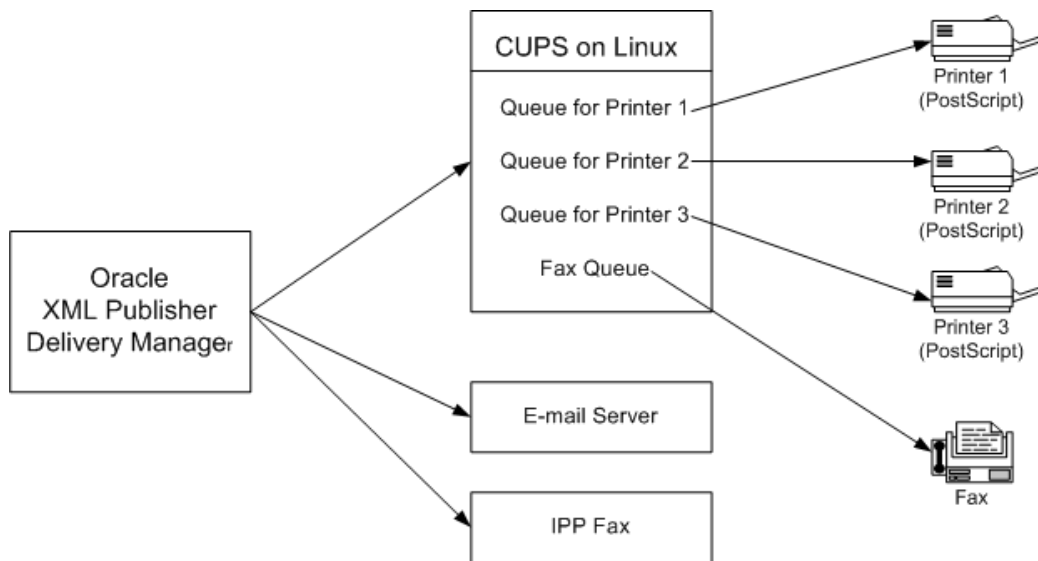 CUPS on Linux
Queue for Printer 1
Queue for Printer 2
Queue for Printer 3
Fax Queue
Oracle
XML Publisher
Delivery Manager
E-mail Server
IPP Fax
Printer 1
(PostScript)
Printer 2
(PostScript)
Printer 3
(PostScript)
Fax